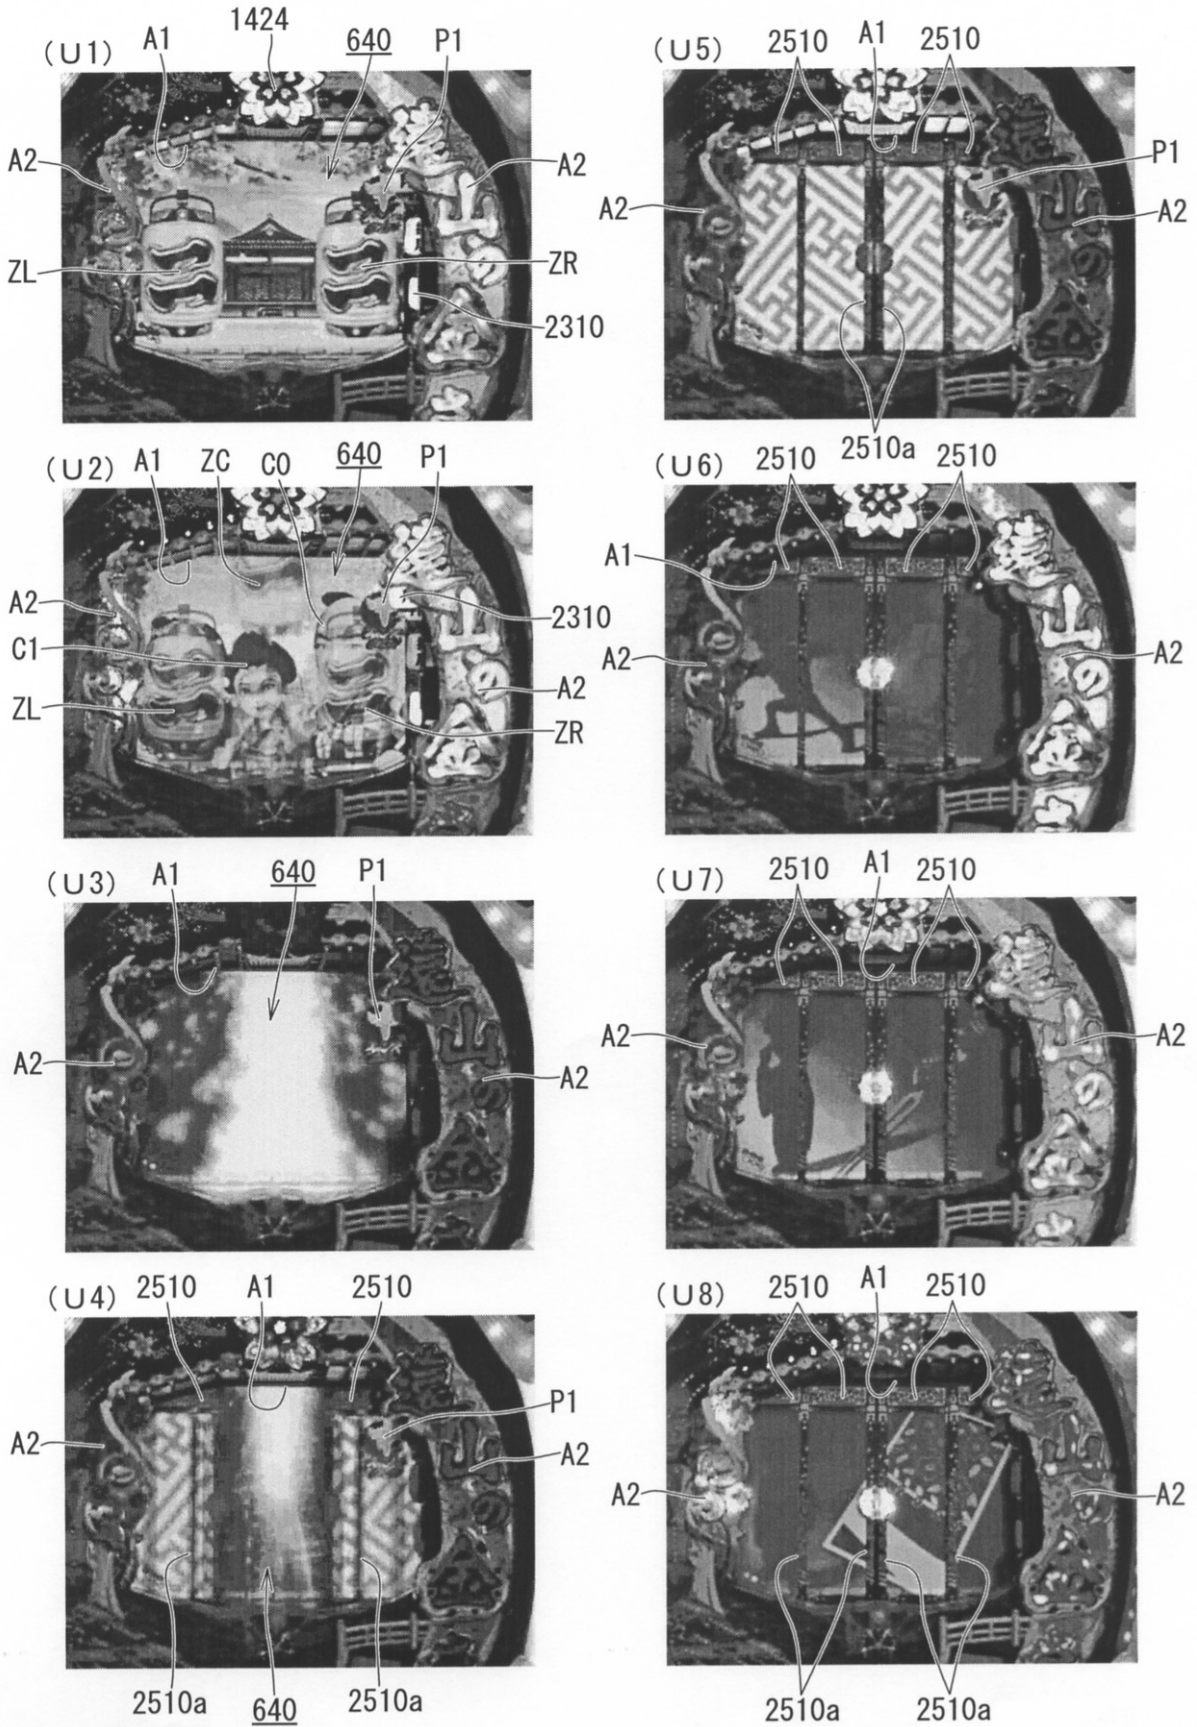 (U1) A1 1424 640 P1
A2 A2
ZL ZR
2310
(U2) A1 ZC C0 640 P1
A2 2310
C1 A2
ZL ZR
(U3) A1 640 P1
A2 A2
(U4) 2510 A1 2510
P1
A2 A2
2510a 640 2510a
(U5) 2510 A1 2510
P1
A2 A2
2510a
(U6) 2510 2510
A1
A2 A2
(U7) 2510 A1 2510
A2 A2
(U8) 2510 A1 2510
A2 A2
2510a 2510a